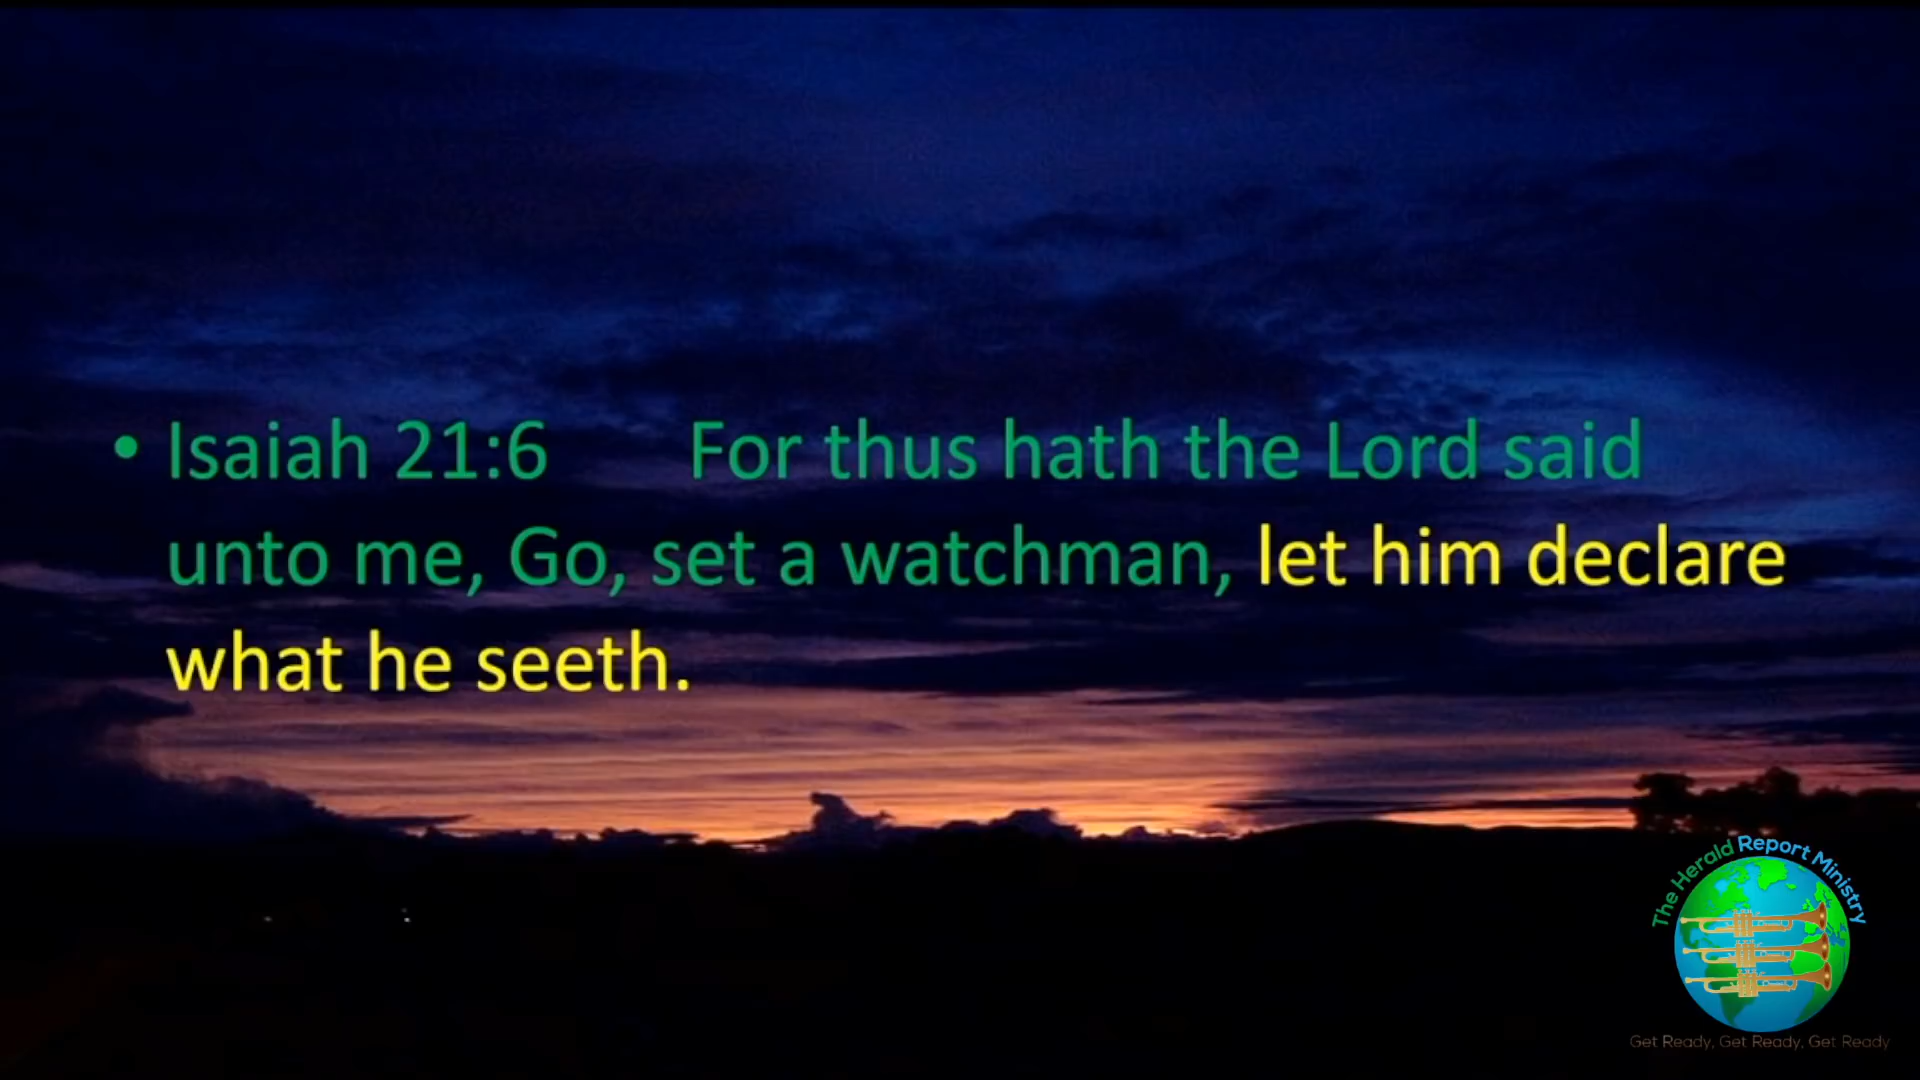 • Isaiah 21:6 For thus hath the Lord said
unto me, Go, set a watchman, let him declare
what he seeth.
The Herald Report Ministry
Get Ready, Get Ready, Get Ready